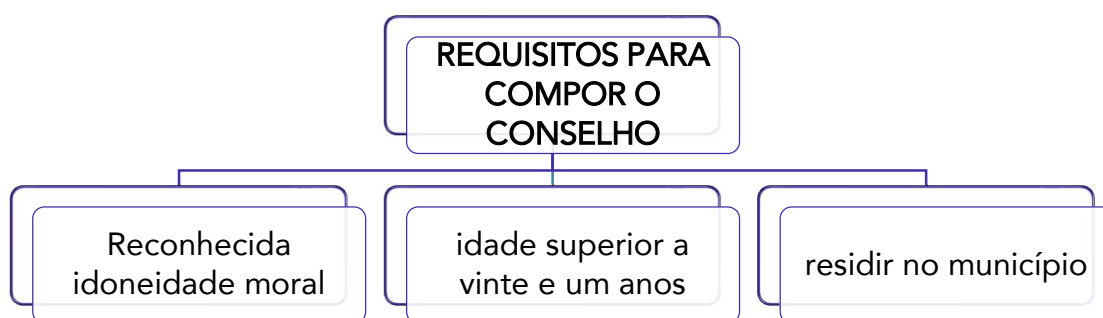 REQUISITOS PARA
COMPOR O
CONSELHO
Reconhecida
idoneidade moral
idade superior a
vinte e um anos
residir no município